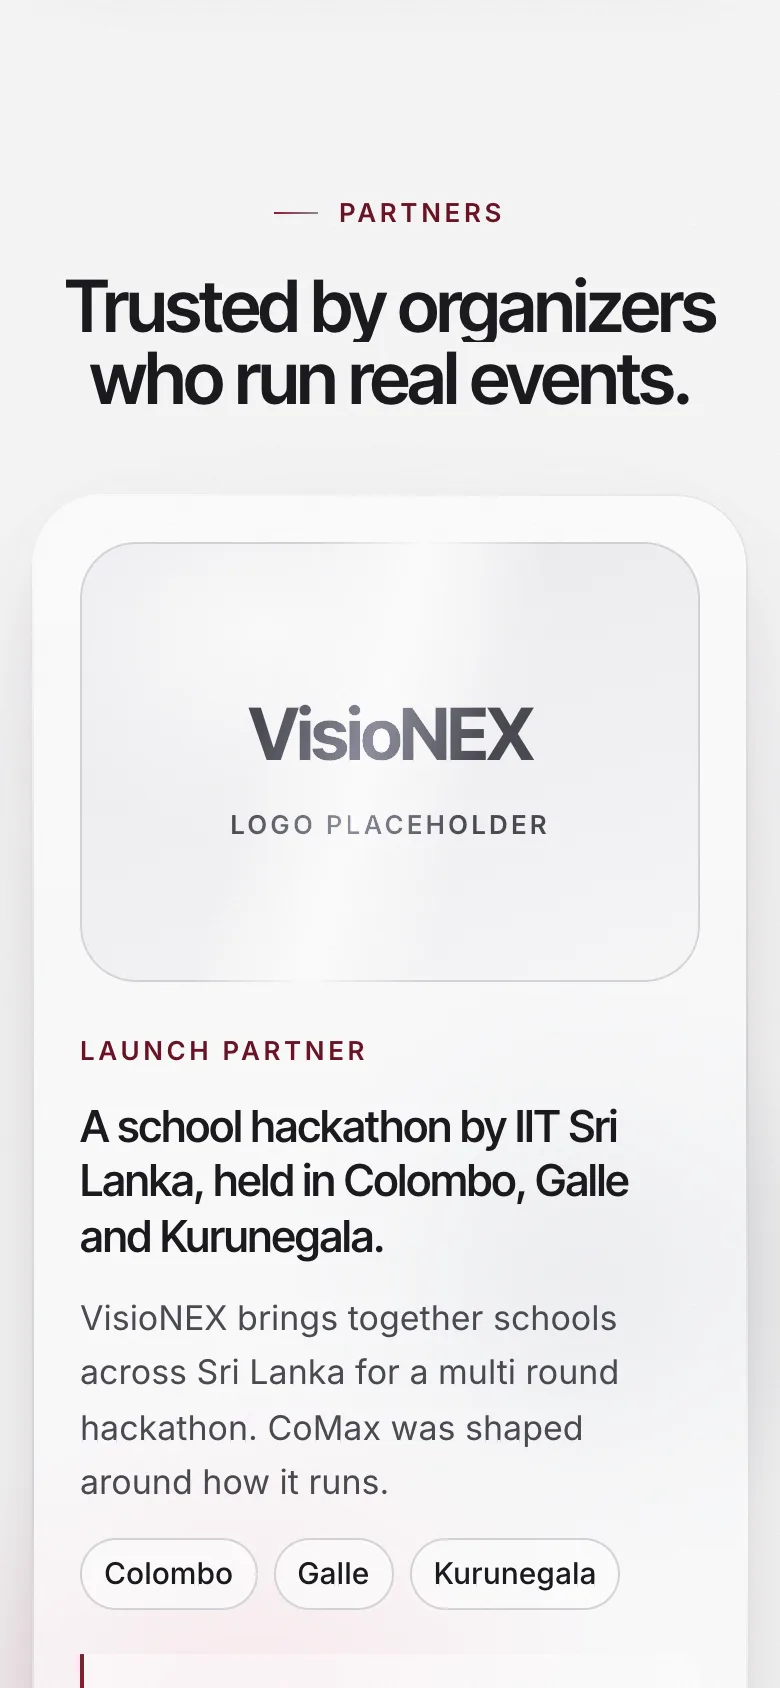 PARTNERS
Trusted by organizers
who run real events.
VisioNEX
LOGO PLACEHOLDER
LAUNCH PARTNER
A school hackathon by IIT Sri
Lanka, held in Colombo, Galle
and Kurunegala.
VisioNEX brings together schools
across Sri Lanka for a multi round
hackathon. CoMax was shaped
around how it runs.
Colombo
Galle
Kurunegala